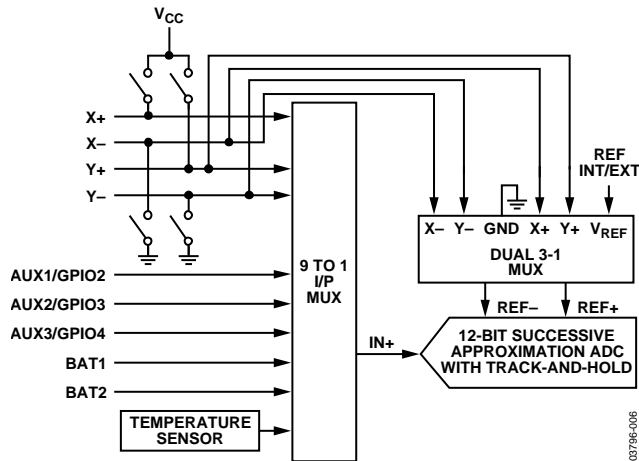 VCC
X+
X–
Y+
Y–
REF
INT/EXT
X– Y– GND X+ Y+ VREF
DUAL 3-1
MUX
9 TO 1
I/P
MUX
AUX1/GPIO2
AUX2/GPIO3
AUX3/GPIO4
BAT1
BAT2
REF– REF+
IN+
12-BIT SUCCESSIVE
APPROXIMATION ADC
WITH TRACK-AND-HOLD
TEMPERATURE
SENSOR
03796-006